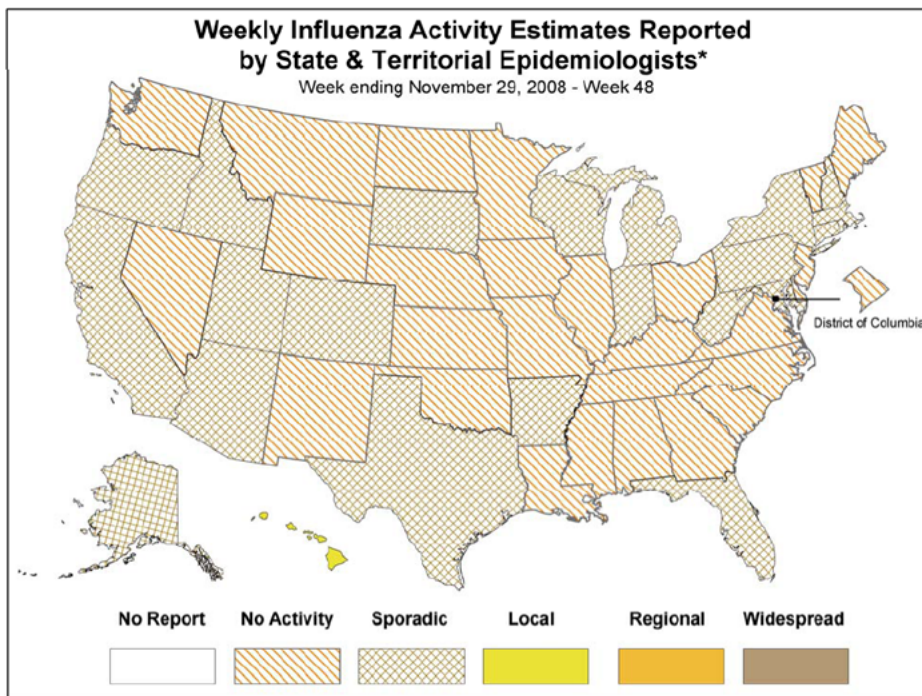 Weekly Influenza Activity Estimates Reported
by State & Territorial Epidemiologists*
Week ending November 29, 2008 - Week 48
District of Columbia
No Report No Activity Sporadic Local Regional Widespread